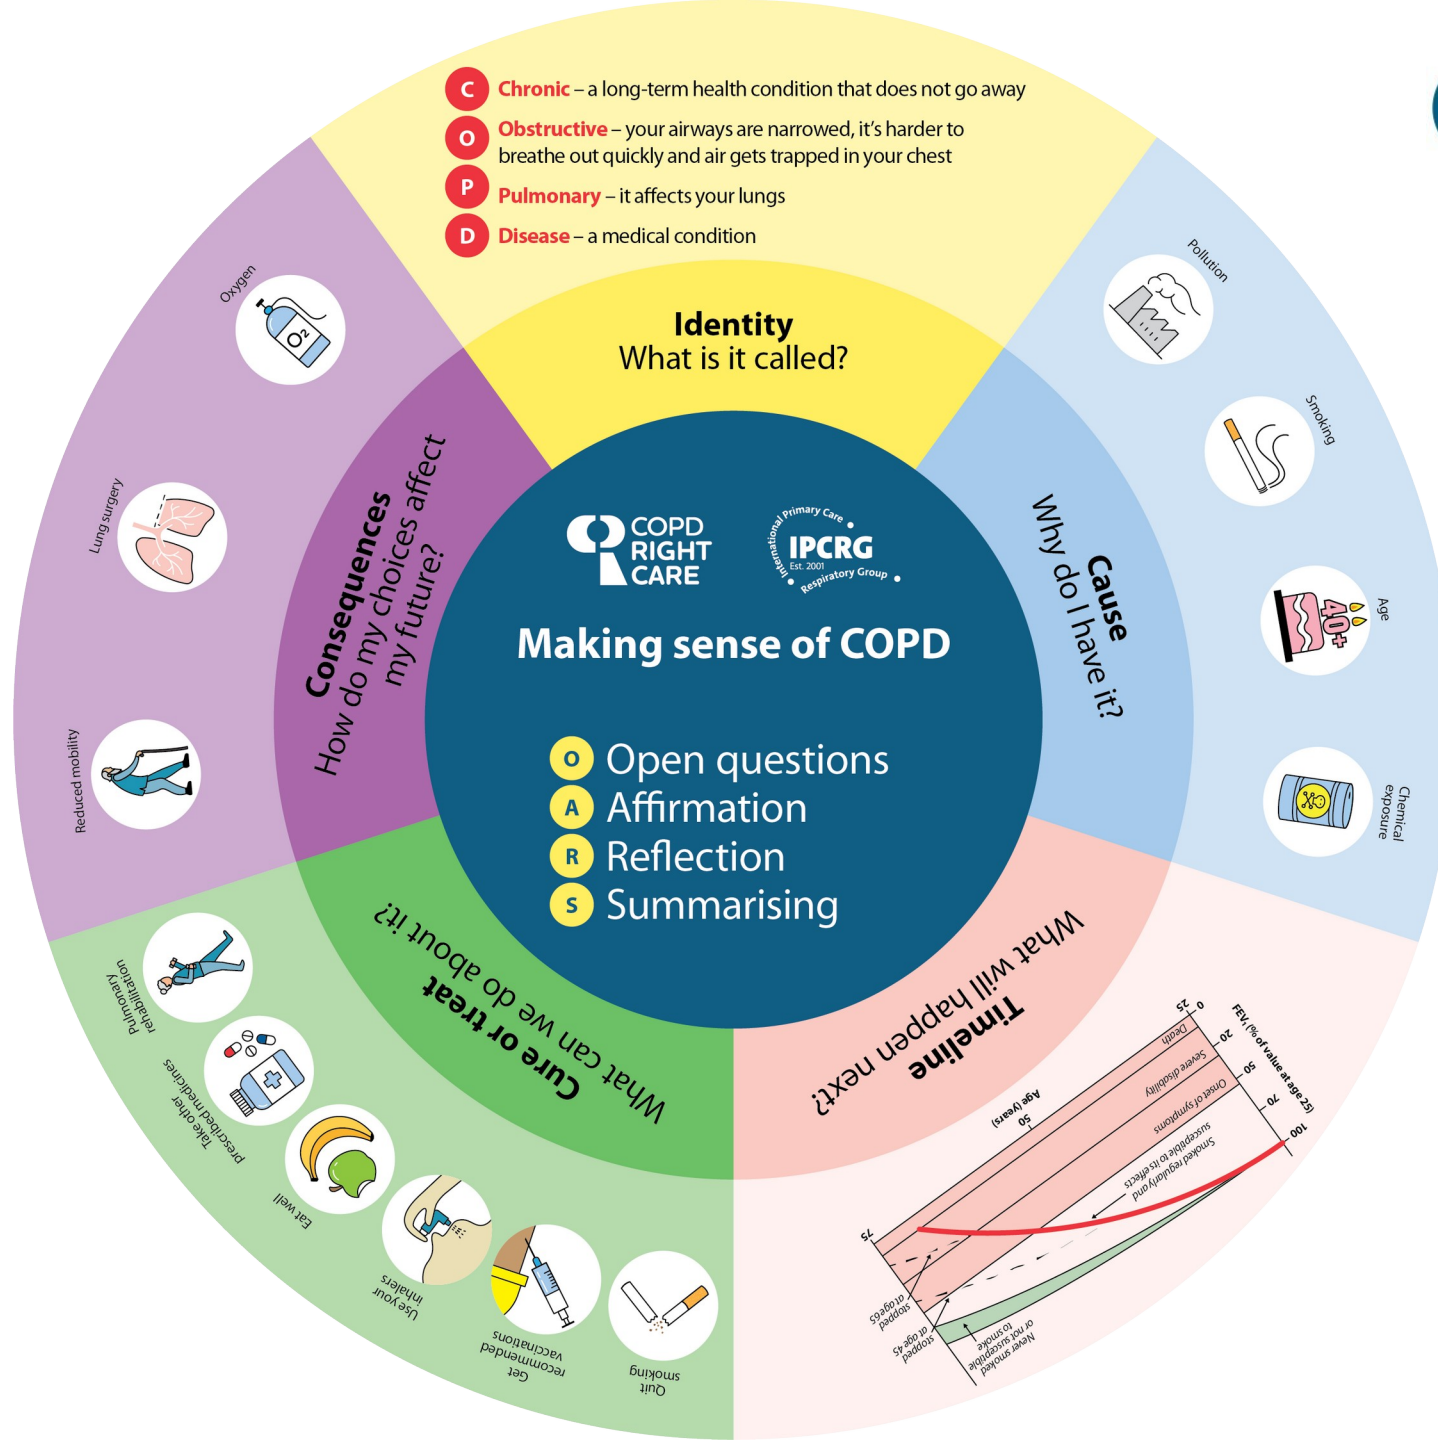 C Chronic – a long-term health condition that does not go away
O Obstructive – your airways are narrowed, it's harder to
breathe out quickly and air gets trapped in your chest
P Pulmonary – it affects your lungs
D Disease – a medical condition
Identity
What is it called?
Pollution
Smoking
Age
40+
Chemical
exposure
Cause
Why do I have it?
Timeline
What will happen next?
FEV₁ (% of value at age 25)
100
70
50
20
0
25
50
75
Age (years)
Death
Severe disability
Onset of symptoms
Smoked regularly and
susceptible to its effects
stopped
at age 65
stopped
at age 45
Never smoked
or not susceptible
to smoke
Cure or treat
What can we do about it?
Quit
smoking
Get
recommended
vaccinations
Use your
inhalers
Eat well
Take other
prescribed medicines
Pulmonary
rehabilitation
Consequences
How do my choices affect
my future?
Reduced mobility
Lung surgery
Oxygen
O2
COPD
RIGHT
CARE
International Primary Care
IPCRG
Est. 2001
Respiratory Group
Making sense of COPD
O Open questions
A Affirmation
R Reflection
S Summarising